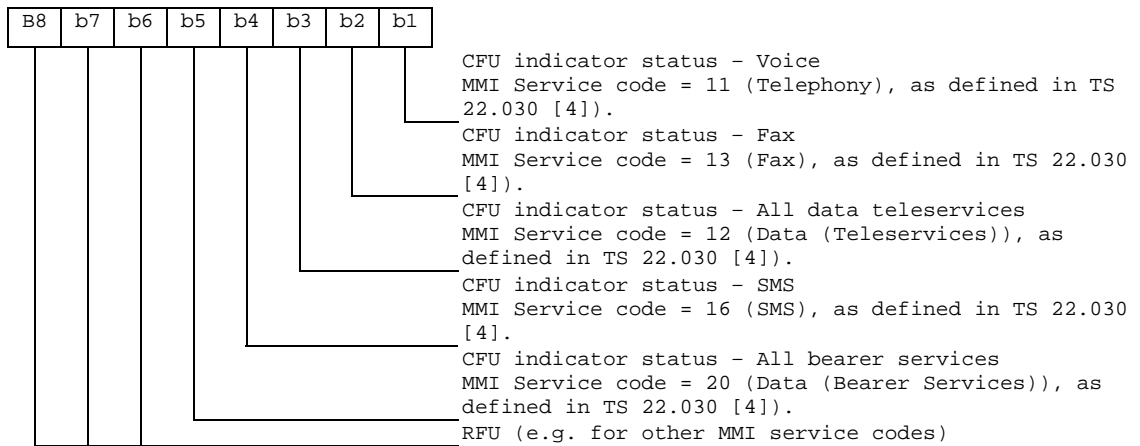 B8 b7 b6 b5 b4 b3 b2 b1
CFU indicator status – Voice
MMI Service code = 11 (Telephony), as defined in TS
22.030 [4]).
CFU indicator status – Fax
MMI Service code = 13 (Fax), as defined in TS 22.030
[4]).
CFU indicator status – All data teleservices
MMI Service code = 12 (Data (Teleservices)), as
defined in TS 22.030 [4]).
CFU indicator status – SMS
MMI Service code = 16 (SMS), as defined in TS 22.030
[4].
CFU indicator status – All bearer services
MMI Service code = 20 (Data (Bearer Services)), as
defined in TS 22.030 [4]).
RFU (e.g. for other MMI service codes)